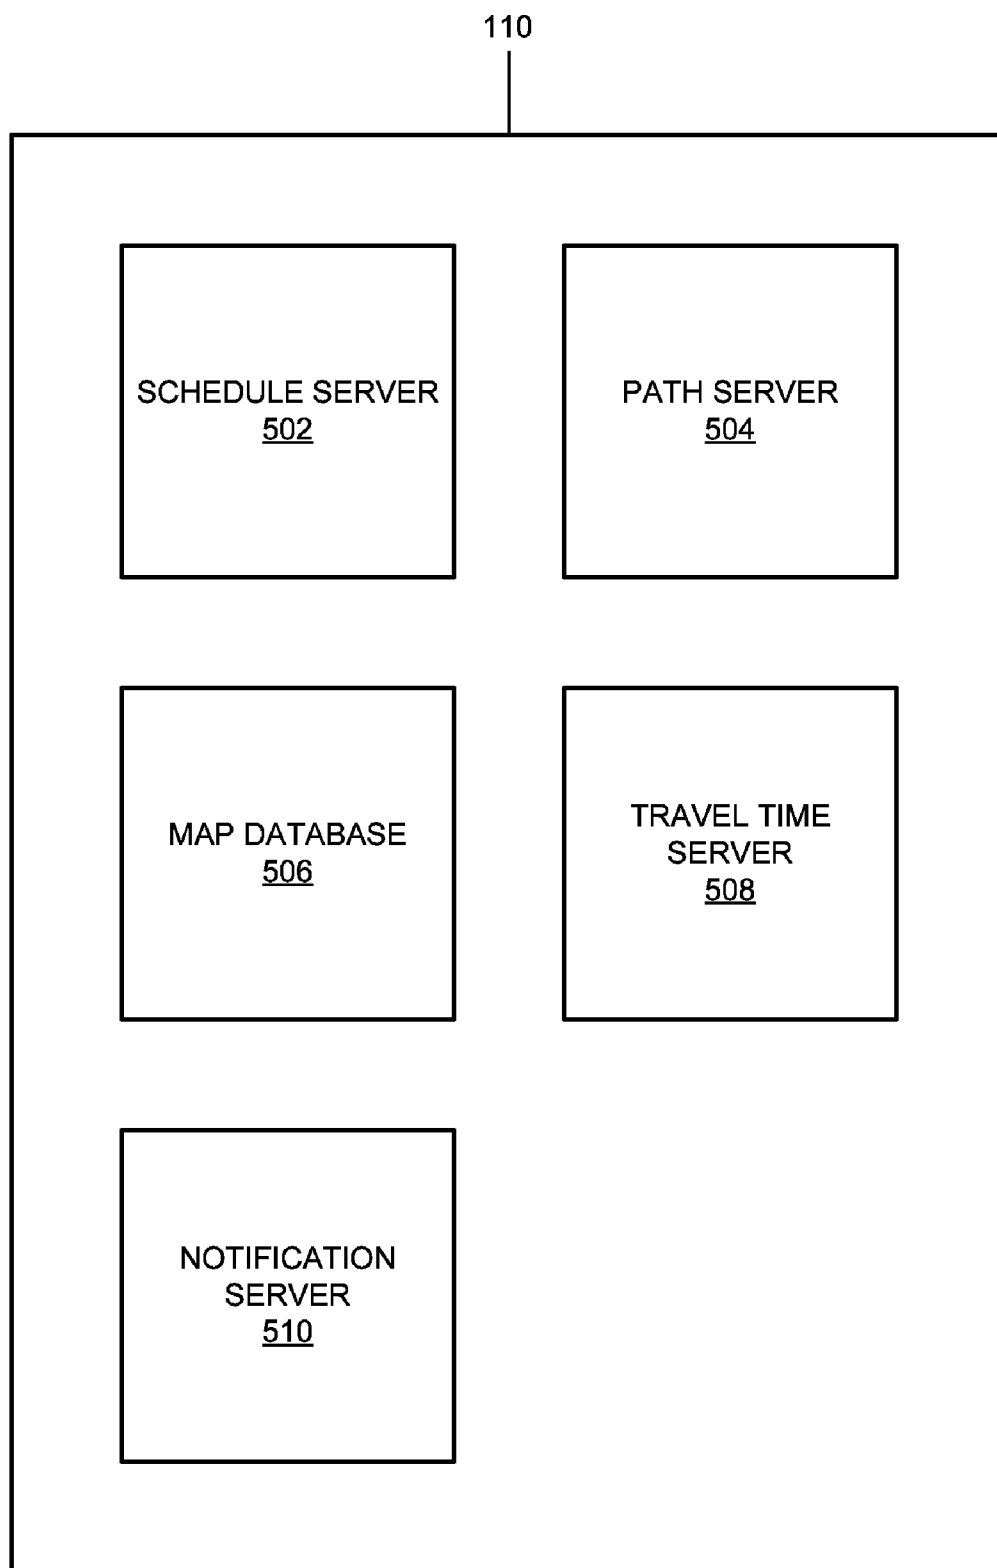 110
SCHEDULE SERVER
502
PATH SERVER
504
MAP DATABASE
506
TRAVEL TIME
SERVER
508
NOTIFICATION
SERVER
510